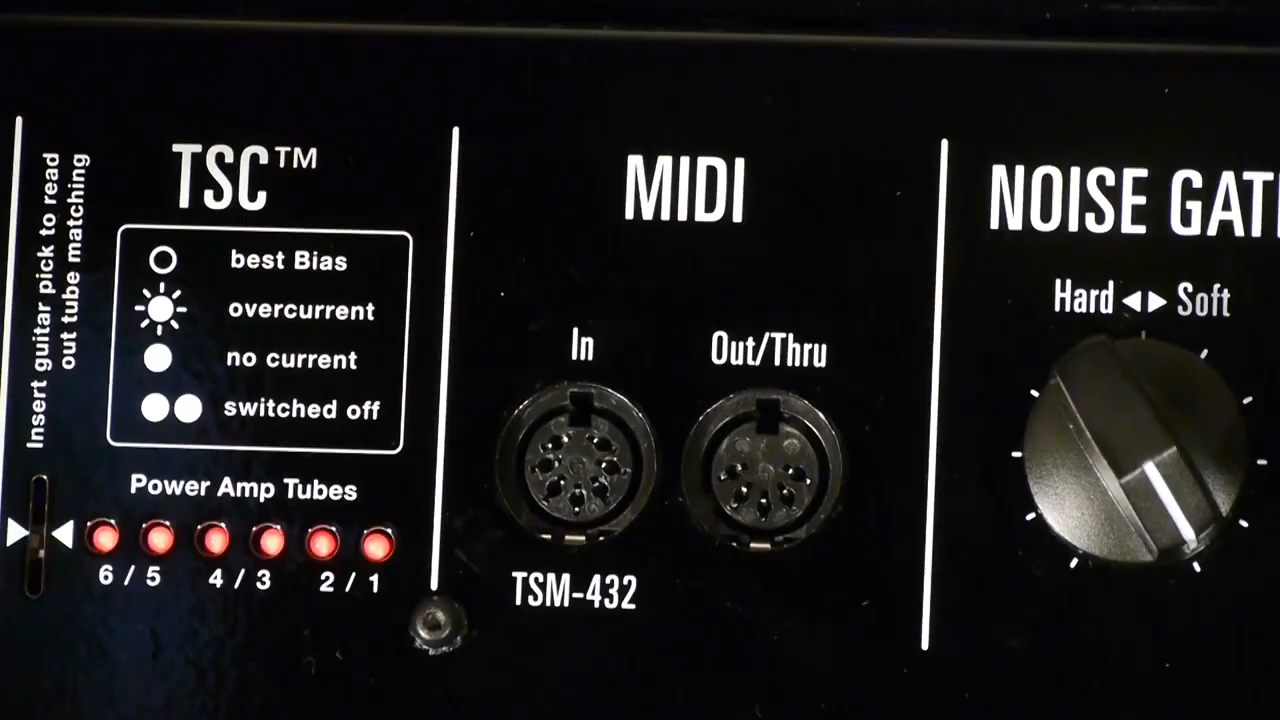 Insert guitar pick to read
out tube matching
TSC™
best Bias
overcurrent
no current
switched off
Power Amp Tubes
6 / 5 4 / 3 2 / 1
MIDI
In Out/Thru
TSM-432
NOISE GAT
Hard Soft